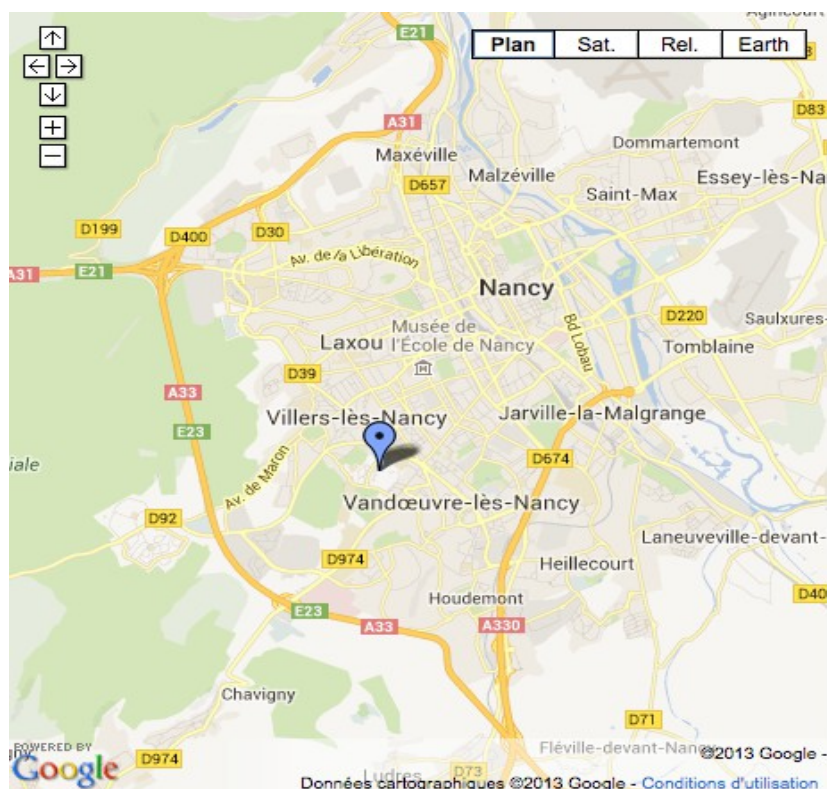 Agincourt
E21
Plan
Sat.
Rel.
Earth
D83
A31
Dommartemont
Maxéville
Malzéville
Essey-lès-Na
D657
Saint-Max
D199
D400
D30
Av. de la Libération
A31
E21
Nancy
Bd Lobau
D220
Saulxures-
Musée de
l'École de Nancy
Laxou
Tomblaine
D39
A33
Villers-lès-Nancy
Jarville-la-Malgrange
E23
iale
Av. de Maron
D674
Vandœuvre-lès-Nancy
D92
Laneuveville-devant-
D974
Heillecourt
Houdemont
D40
E23
A33
A330
Chavigny
D71
POWERED BY
Google
D974
Fléville-devant-Nancy
©2013 Google -
Ludres
D73
Données cartographiques ©2013 Google - Conditions d'utilisation